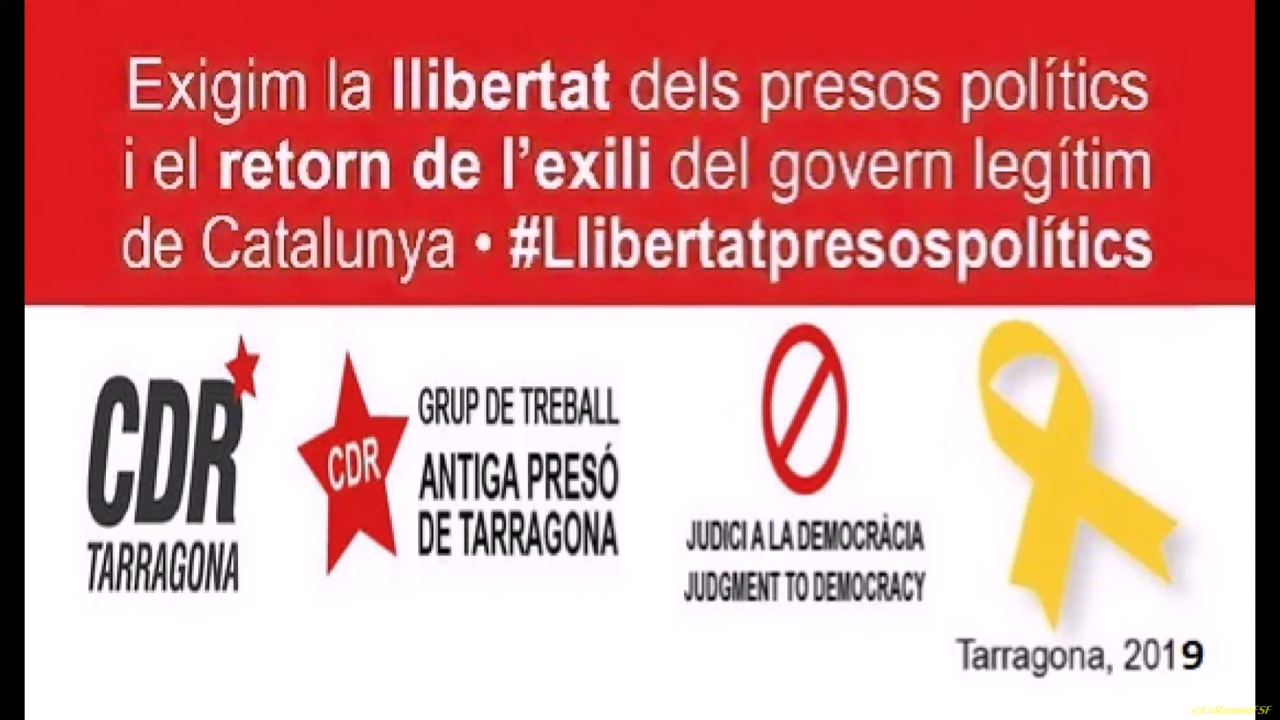 Exigim la llibertat dels presos polítics
i el retorn de l'exili del govern legítim
de Catalunya • #Llibertatpresospolítics
CDR
TARRAGONA
CDR
GRUP DE TREBALL
ANTIGA PRESÓ
DE TARRAGONA
JUDICI A LA DEMOCRÀCIA
JUDGMENT TO DEMOCRACY
Tarragona, 2019
©LoRamonFSF